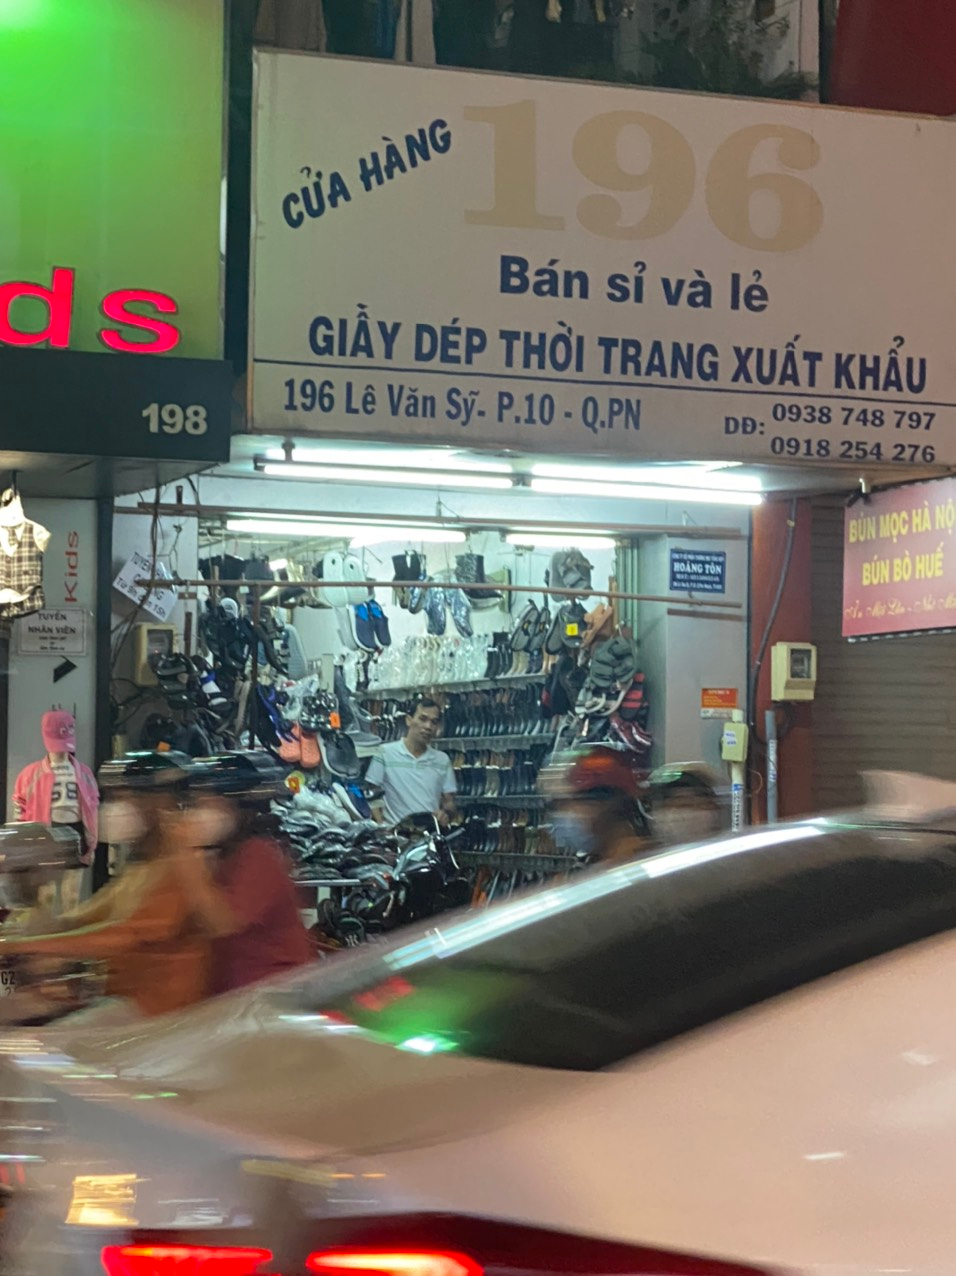 CỬA HÀNG
196
Bán sỉ và lẻ
GIẦY DÉP THỜI TRANG XUẤT KHẨU
196 Lê Văn Sỹ- P.10 - Q.PN
DĐ: 0938 748 797
0918 254 276
ds
198
Kids
TUYỂN
NHÂN VIÊN
HOÀNG TÔN
BÚN MỌC HÀ NỘ
BÚN BÒ HUẾ
58